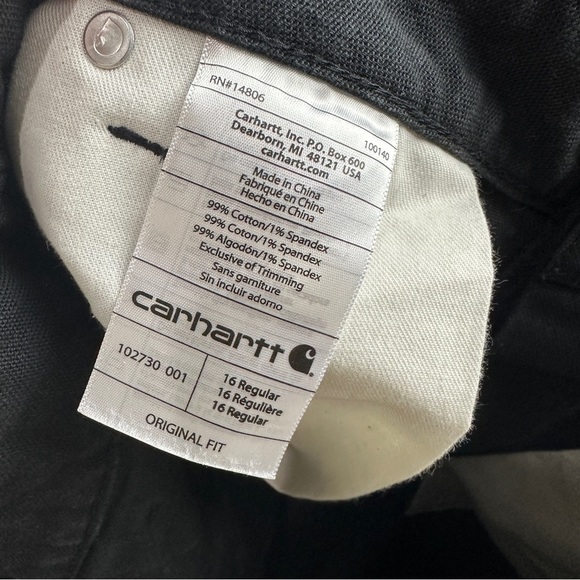 RN#14806
100140
Carhartt, Inc. P.O. Box 600
Dearborn, MI 48121 USA
carhartt.com
Made in China
Fabriqué en Chine
Hecho en China
99% Cotton/1% Spandex
99% Cotton/1% Spandex
99% Algodón/1% Spandex
Exclusive of Trimming
Sans garniture
Sin incluir adorno
carhartt
102730 001
16 Regular
16 Régulière
16 Regular
ORIGINAL FIT